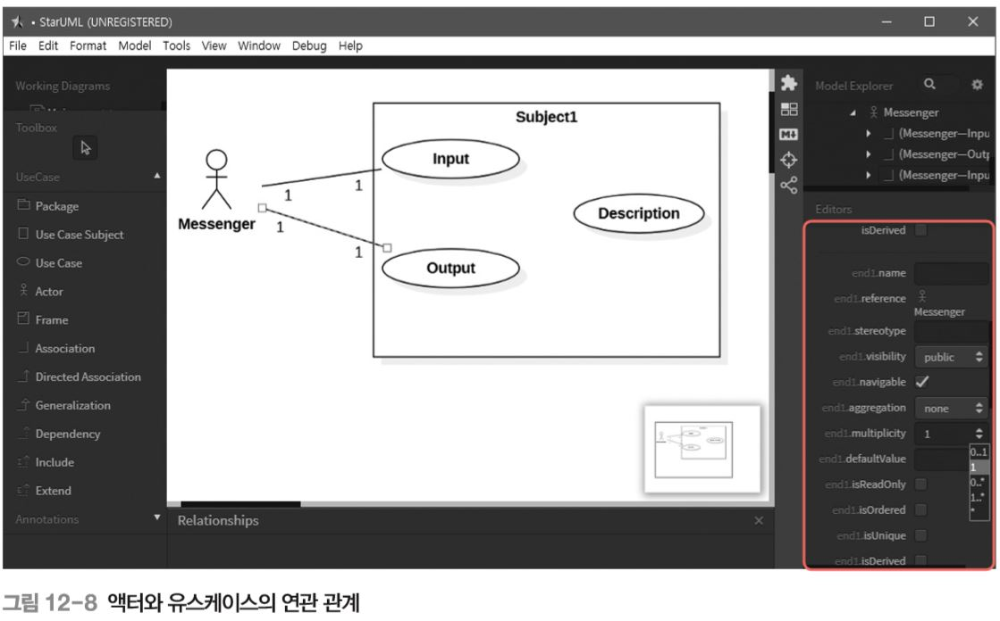 • StarUML (UNREGISTERED)
File Edit Format Model Tools View Window Debug Help
Working Diagrams
Toolbox
UseCase
Package
Use Case Subject
Use Case
Actor
Frame
Association
Directed Association
Generalization
Dependency
Include
Extend
Annotations
Subject1
Input
Description
Output
Messenger
1
1
1
1
Relationships
Model Explorer
Messenger
(Messenger—Inpu
(Messenger—Outp
(Messenger—Inpu
Editors
isDerived
end1.name
end1.reference
Messenger
end1.stereotype
end1.visibility public
end1.navigable
end1.aggregation none
end1.multiplicity 1
0..1
1
0..*
1..*
*
end1.defaultValue
end1.isReadOnly
end1.isOrdered
end1.isUnique
end1.isDerived
그림 12-8 액터와 유스케이스의 연관 관계